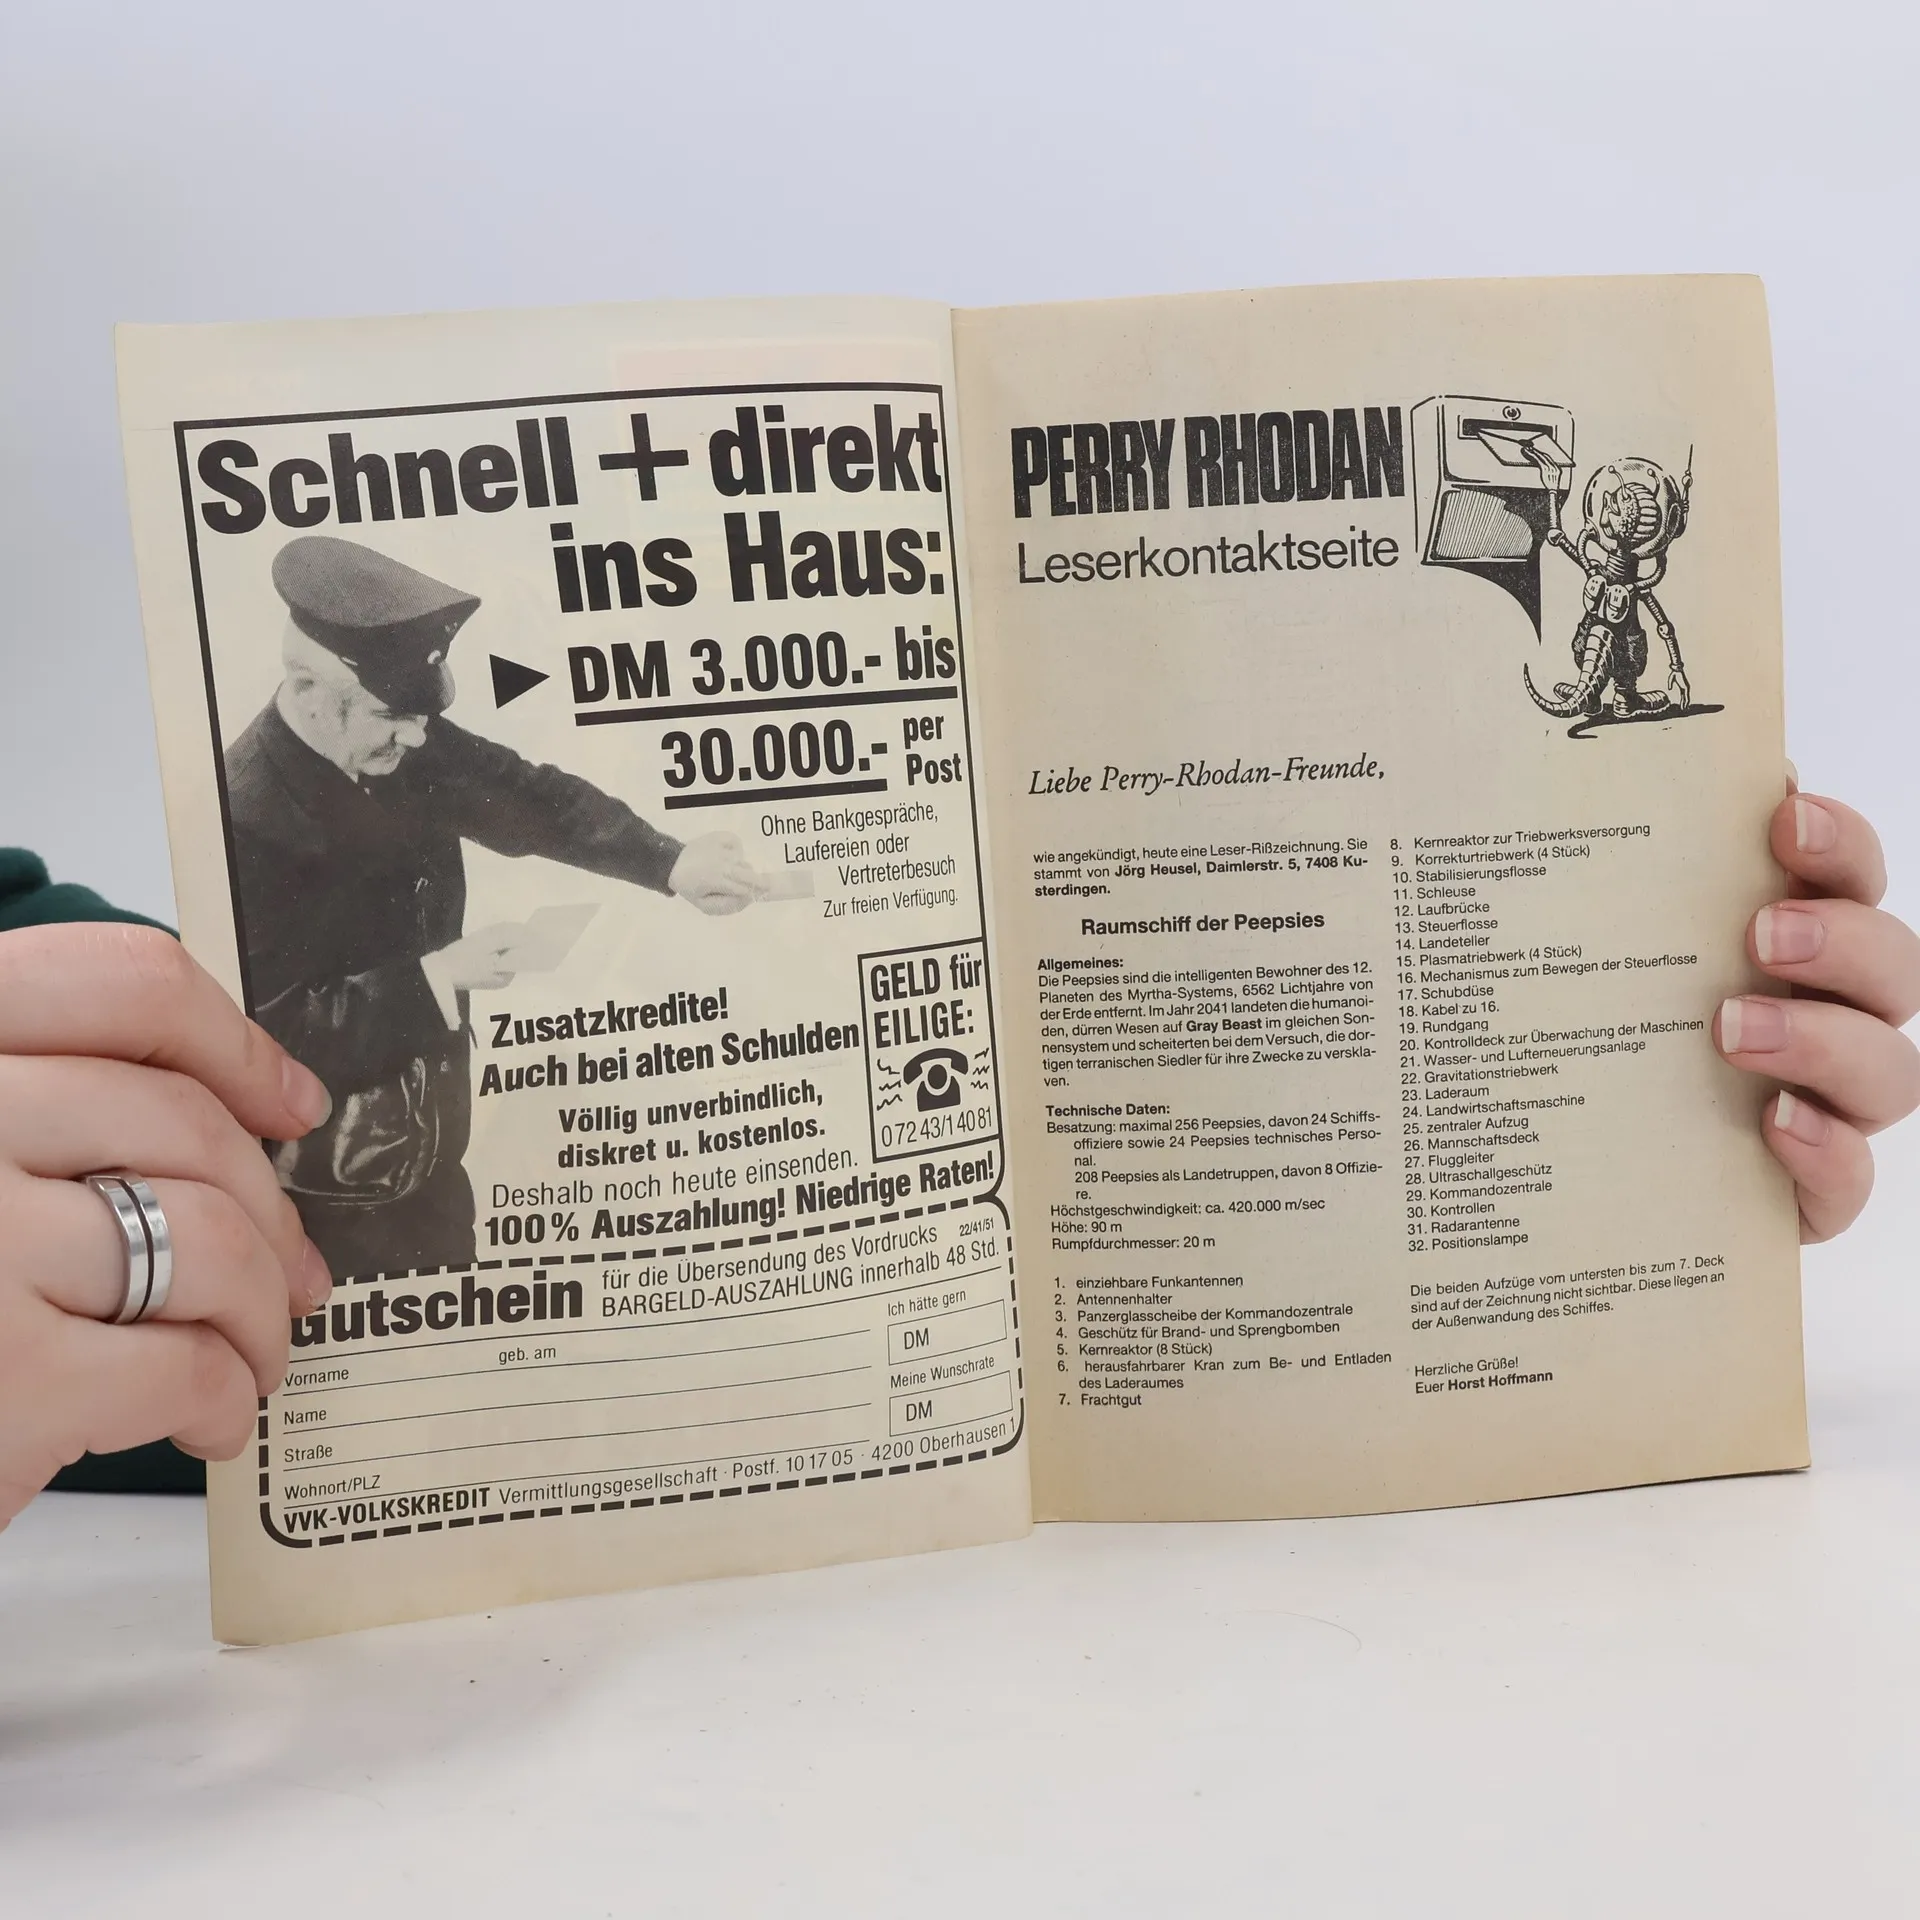 Schnell + direkt
ins Haus:
DM 3.000.- bis
30.000.- per
Post
Ohne Bankgespräche,
Laufereien oder
Vertreterbesuch
Zur freien Verfügung.
GELD für
EILIGE:
07243/14081
Zusatzkredite!
Auch bei alten Schulden
Völlig unverbindlich,
diskret u. kostenlos.
Deshalb noch heute einsenden.
100% Auszahlung! Niedrige Raten!
22/41/51
Gutschein
für die Übersendung des Vordrucks
BARGELD-AUSZAHLUNG innerhalb 48 Std.
Ich hätte gern
DM
Meine Wunschrate
DM
Vorname
geb. am
Name
Straße
Wohnort/PLZ
VVK-VOLKSKREDIT Vermittlungsgesellschaft · Postf. 10 17 05 · 4200 Oberhausen 1
PERRY RHODAN
Leserkontaktseite
Liebe Perry-Rhodan-Freunde,
wie angekündigt, heute eine Leser-Rißzeichnung. Sie
stammt von Jörg Heusel, Daimlerstr. 5, 7408 Ku-
sterdingen.
Raumschiff der Peepsies
Allgemeines:
Die Peepsies sind die intelligenten Bewohner des 12.
Planeten des Myrtha-Systems, 6562 Lichtjahre von
der Erde entfernt. Im Jahr 2041 landeten die humanoi-
den, dürren Wesen auf Gray Beast im gleichen Son-
nensystem und scheiterten bei dem Versuch, die dor-
tigen terranischen Siedler für ihre Zwecke zu verskla-
ven.
Technische Daten:
Besatzung: maximal 256 Peepsies, davon 24 Schiffs-
offiziere sowie 24 Peepsies technisches Perso-
nal.
208 Peepsies als Landetruppen, davon 8 Offizie-
re.
Höchstgeschwindigkeit: ca. 420.000 m/sec
Höhe: 90 m
Rumpfdurchmesser: 20 m
1. einziehbare Funkantennen
2. Antennenhalter
3. Panzerglasscheibe der Kommandozentrale
4. Geschütz für Brand- und Sprengbomben
5. Kernreaktor (8 Stück)
6. herausfahrbarer Kran zum Be- und Entladen
des Laderaumes
7. Frachtgut
8. Kernreaktor zur Triebwerksversorgung
9. Korrekturtriebwerk (4 Stück)
10. Stabilisierungsflosse
11. Schleuse
12. Laufbrücke
13. Steuerflosse
14. Landeteller
15. Plasmatriebwerk (4 Stück)
16. Mechanismus zum Bewegen der Steuerflosse
17. Schubdüse
18. Kabel zu 16.
19. Rundgang
20. Kontrolldeck zur Überwachung der Maschinen
21. Wasser- und Lufterneuerungsanlage
22. Gravitationstriebwerk
23. Laderaum
24. Landwirtschaftsmaschine
25. zentraler Aufzug
26. Mannschaftsdeck
27. Fluggleiter
28. Ultraschallgeschütz
29. Kommandozentrale
30. Kontrollen
31. Radarantenne
32. Positionslampe
Die beiden Aufzüge vom untersten bis zum 7. Deck
sind auf der Zeichnung nicht sichtbar. Diese liegen an
der Außenwandung des Schiffes.
Herzliche Grüße!
Euer Horst Hoffmann